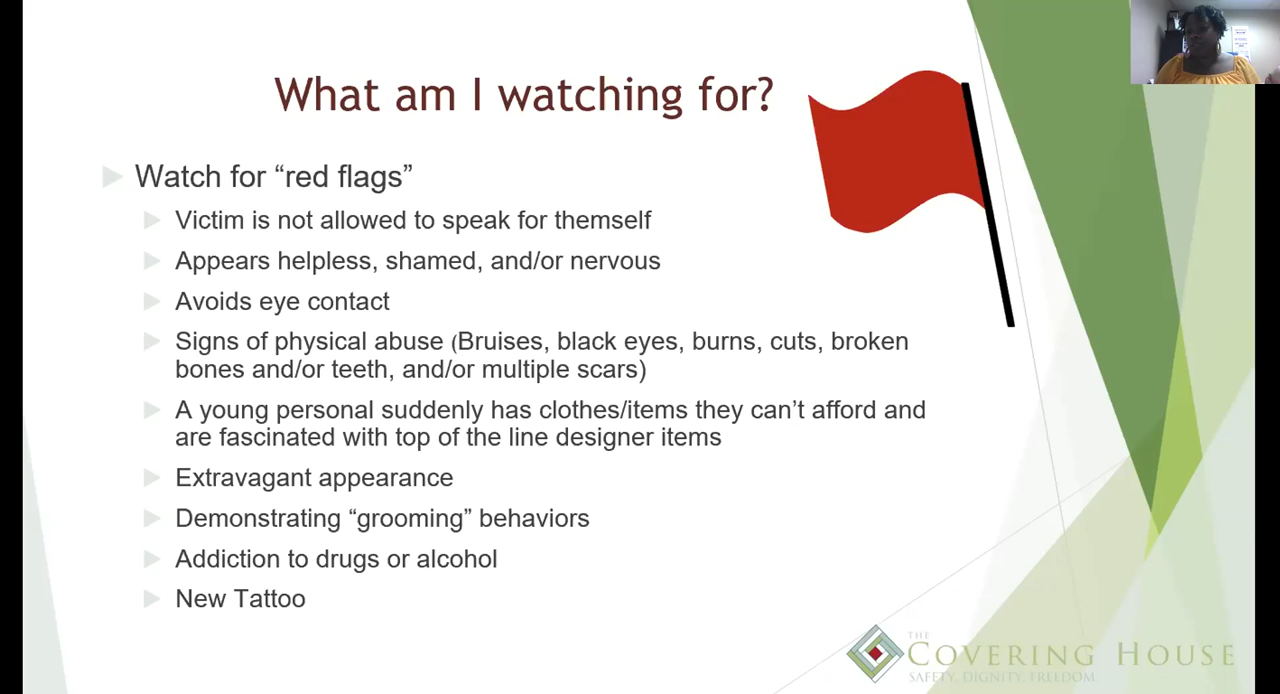 What am I watching for?
Watch for “red flags”
Victim is not allowed to speak for themself
Appears helpless, shamed, and/or nervous
Avoids eye contact
Signs of physical abuse (Bruises, black eyes, burns, cuts, broken
bones and/or teeth, and/or multiple scars)
A young personal suddenly has clothes/items they can’t afford and
are fascinated with top of the line designer items
Extravagant appearance
Demonstrating “grooming” behaviors
Addiction to drugs or alcohol
New Tattoo
THE
COVERING HOUSE
SAFETY. DIGNITY. FREEDOM.